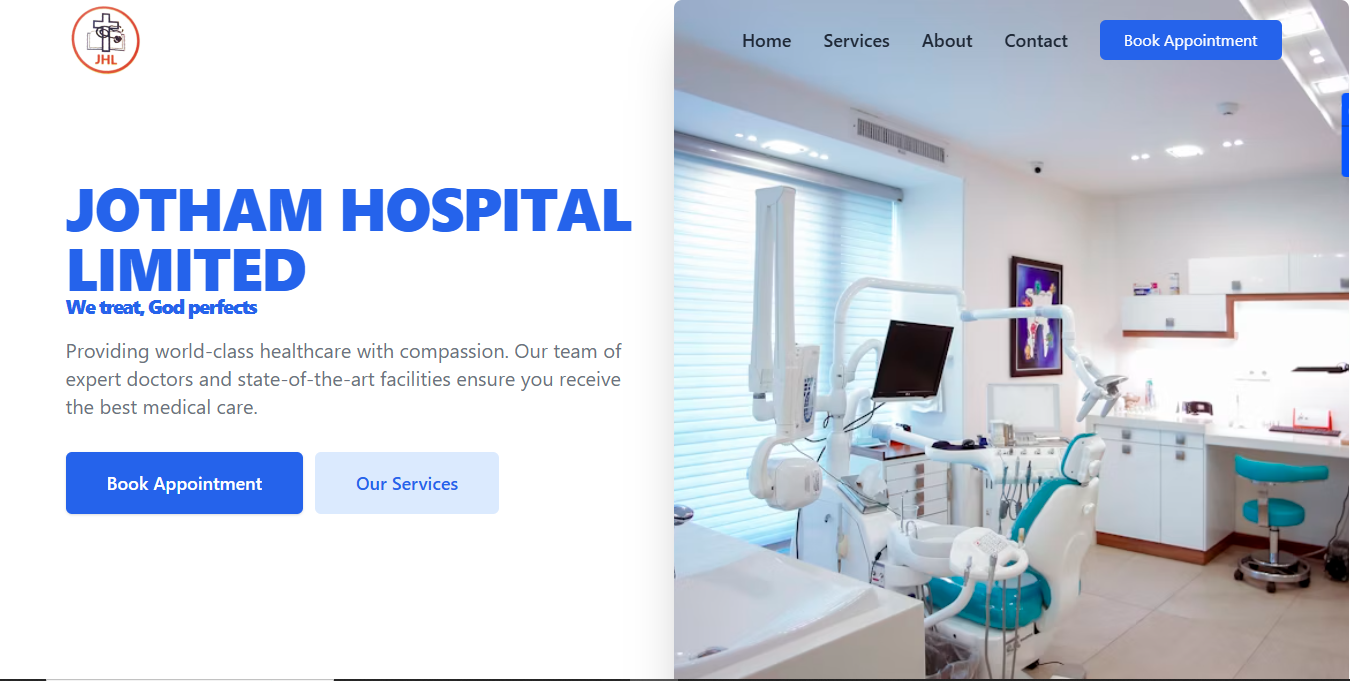 JHL
Home Services About Contact Book Appointment
JOTHAM HOSPITAL
LIMITED
We treat, God perfects
Providing world-class healthcare with compassion. Our team of
expert doctors and state-of-the-art facilities ensure you receive
the best medical care.
Book Appointment Our Services